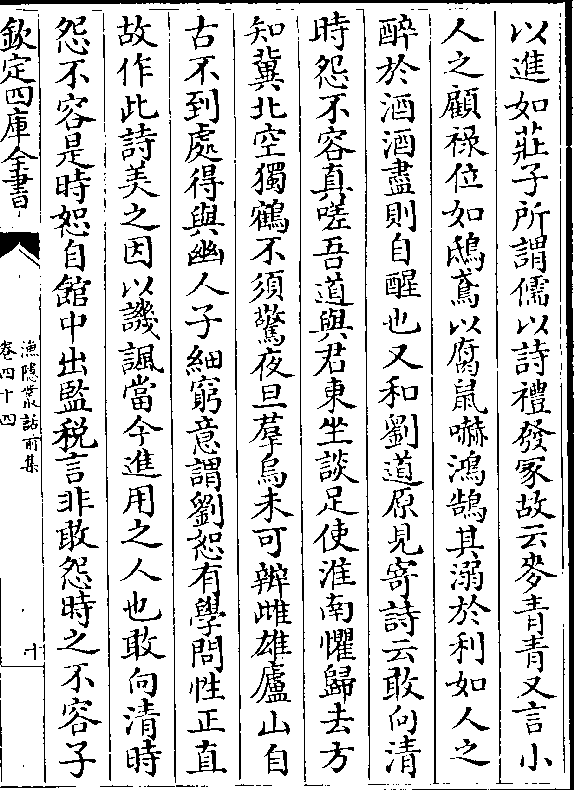 以進如莊子所謂儒以詩禮發冢故云麥青青又言小
人之顧祿位如鴟鳶以腐鼠嚇鴻鵠其溺於利如人之
醉於酒酒盡則自醒也又和劉道原見寄詩云敢向清
時怨不容真嗟吾道與君東坐談足使淮南懼歸去方
知冀北空獨鶴不須驚夜旦羣烏未可辨雌雄廬山自
古不到處得與幽人子細窮意謂劉恕有學問性正直
故作此詩美之因以譏諷當今進用之人也敢向清時
怨不容是時恕自館中出監稅言非敢怨時之不容子
欽定四庫全書
漁隱叢話前集
卷四十四
十